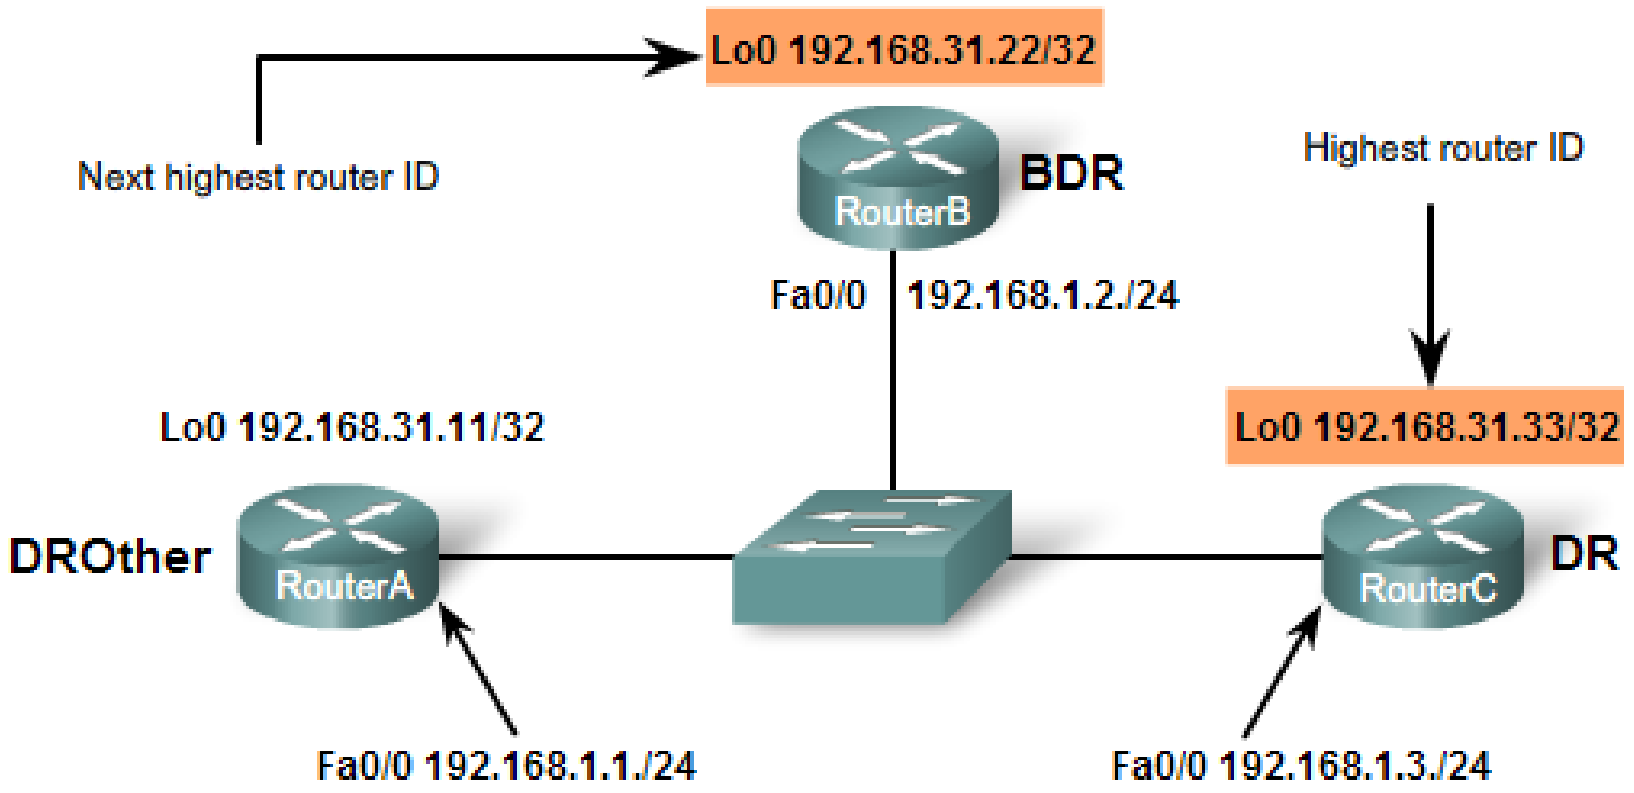 Lo0 192.168.31.22/32
Next highest router ID
Highest router ID
BDR
RouterB
Fa0/0 192.168.1.2./24
Lo0 192.168.31.11/32
Lo0 192.168.31.33/32
DROther
RouterA
RouterC
DR
Fa0/0 192.168.1.1./24
Fa0/0 192.168.1.3./24